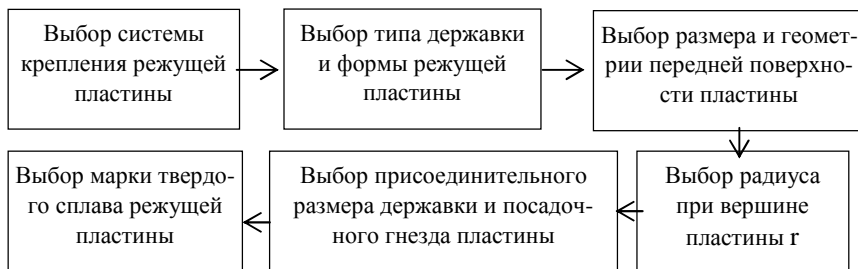 Выбор системы
крепления режущей
пластины
Выбор типа державки
и формы режущей
пластины
Выбор размера и геомет-
рии передней поверхно-
сти пластины
Выбор радиуса
при вершине
пластины r
Выбор присоединительного
размера державки и посадоч-
ного гнезда пластины
Выбор марки твердо-
го сплава режущей
пластины